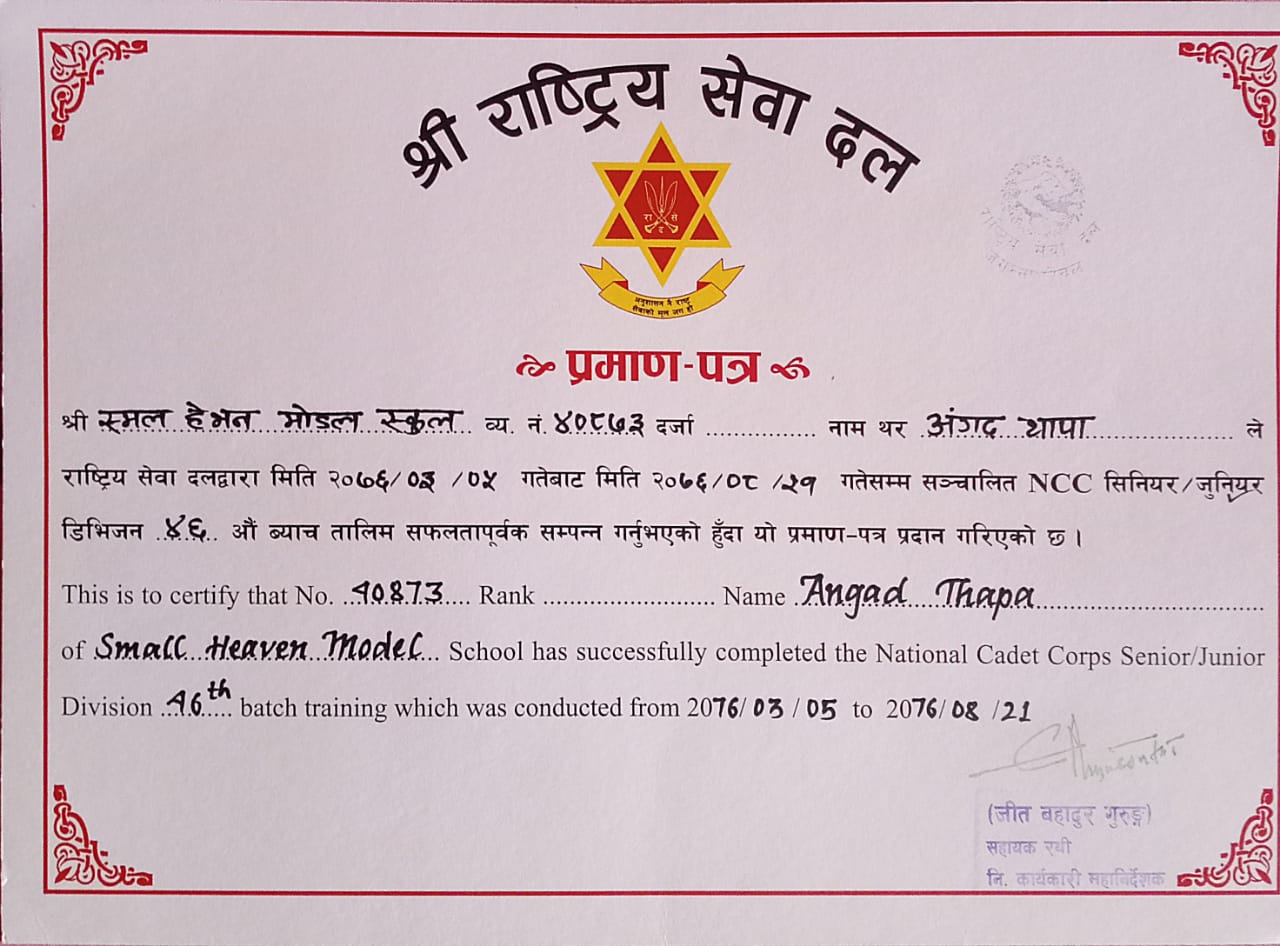 श्री राष्ट्रिय सेवा दल
रा से
द
अनुशासन नै राष्ट्र
सेवाको मूल जग हो
राष्ट्रिय सेवा दल
प्रमाण-पत्र
श्री स्मल हेभन मोडल स्कुल व्य. नं. ४०८७३ दर्जा .............. नाम थर अंगद थापा ले
राष्ट्रिय सेवा दलद्वारा मिति २०७६/०३/०५ गतेबाट मिति २०७६/०८/२१ गतेसम्म सञ्चालित NCC सिनियर/जुनियर
डिभिजन ४६ औं ब्याच तालिम सफलतापूर्वक सम्पन्न गर्नुभएको हुँदा यो प्रमाण-पत्र प्रदान गरिएको छ।
This is to certify that No. 40873 Rank .............. Name Angad Thapa
of Small Heaven Model School has successfully completed the National Cadet Corps Senior/Junior
Division 46th batch training which was conducted from 2076/03/05 to 2076/08/21
(जीत बहादुर गुरुङ्ग)
सहायक रथी
नि. कार्यकारी महानिर्देशक